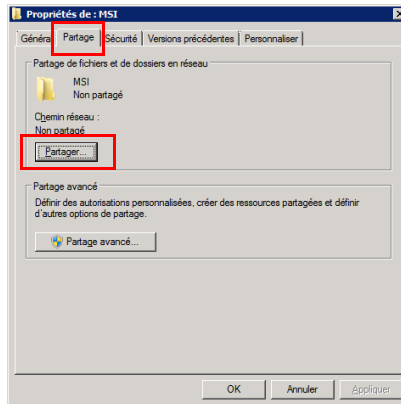 Propriétés de : MSI
Général Partage Sécurité Versions précédentes Personnaliser
Partage de fichiers et de dossiers en réseau
MSI
Non partagé
Chemin réseau :
Non partagé
Partager...
Partage avancé
Définir des autorisations personnalisées, créer des ressources partagées et définir
d'autres options de partage.
Partage avancé...
OK Annuler Appliquer